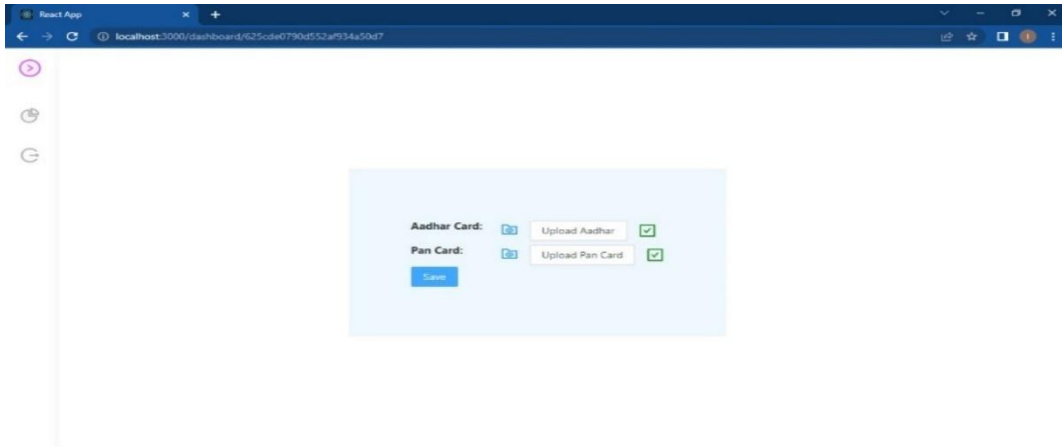 React App
localhost:3000/dashboard/625cde0790d552af934a50d7
Aadhar Card: Upload Aadhar
Pan Card: Upload Pan Card
Save